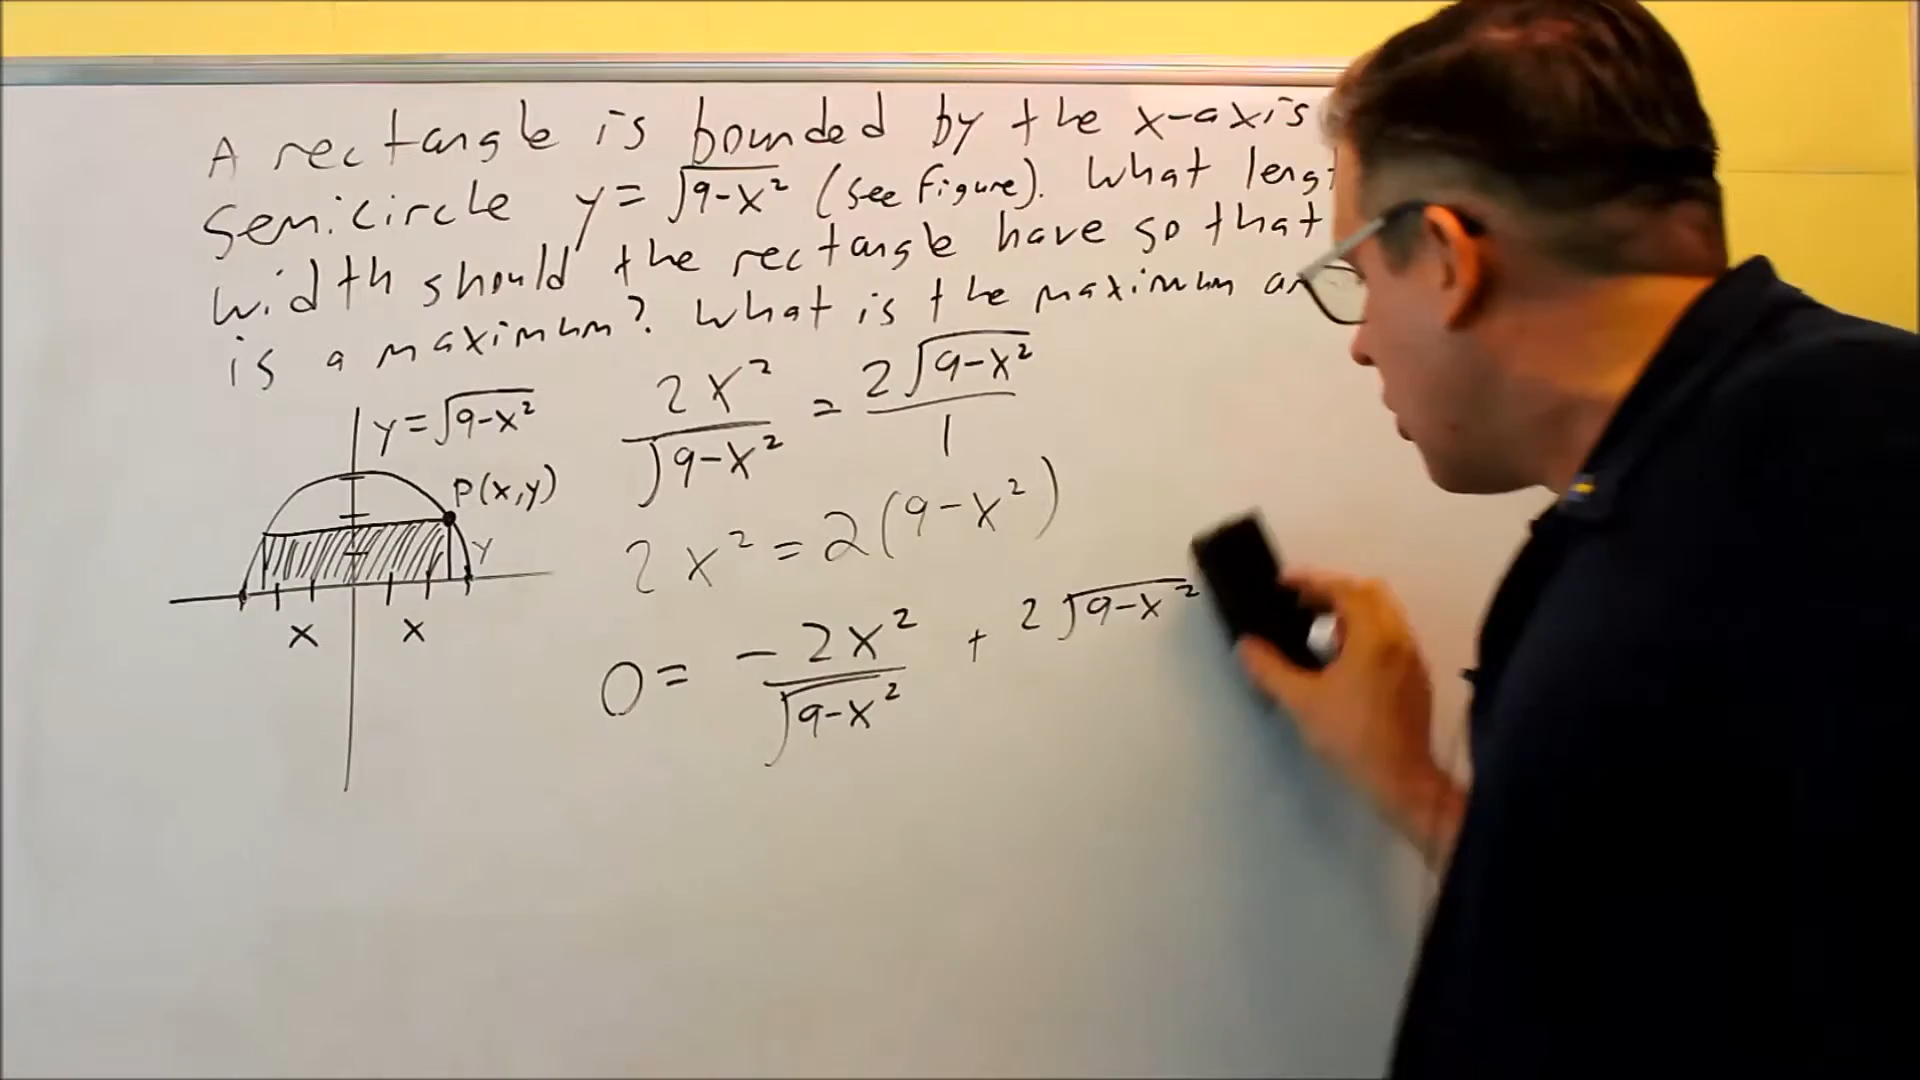 A rectangle is bounded by the x-axis
semicircle y = √9-x² (see figure). What
width should the rectangle have so that
is a maximum? What is the maximum
2x² / √9-x² = 2√9-x² / 1
y = √9-x²
P(x,y)
y
x x
2x² = 2(9-x²)
0 = -2x² / √9-x² + 2√9-x²